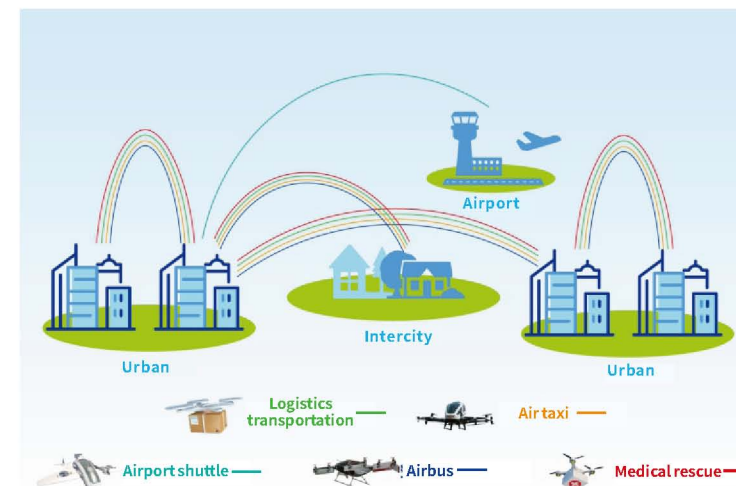 Airport
Intercity
Urban
Urban
Logistics
transportation
Air taxi
Airport shuttle
Airbus
Medical rescue